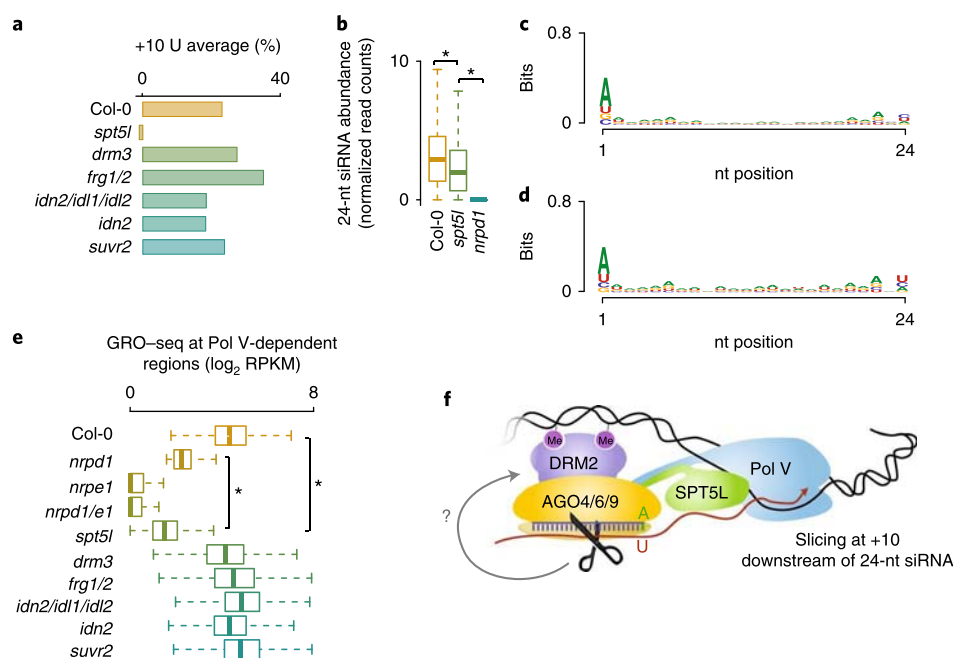 a
+10 U average (%)
0 40
Col-0
spt5l
drm3
frg1/2
idn2/idl1/idl2
idn2
suvr2
b
24-nt siRNA abundance
(normalized read counts)
10
0
* *
Col-0
spt5l
nrpd1
c
0.8
Bits
0
A
U
G
C
1 24
nt position
d
0.8
Bits
0
A
U
C
G
U
C
A
1 24
nt position
e
GRO–seq at Pol V-dependent
regions (log2 RPKM)
0 8
Col-0
nrpd1
nrpe1
nrpd1/e1
spt5l
drm3
frg1/2
idn2/idl1/idl2
idn2
suvr2
* *
f
Me Me
DRM2
Pol V
AGO4/6/9
SPT5L
A
U
?
Slicing at +10
downstream of 24-nt siRNA